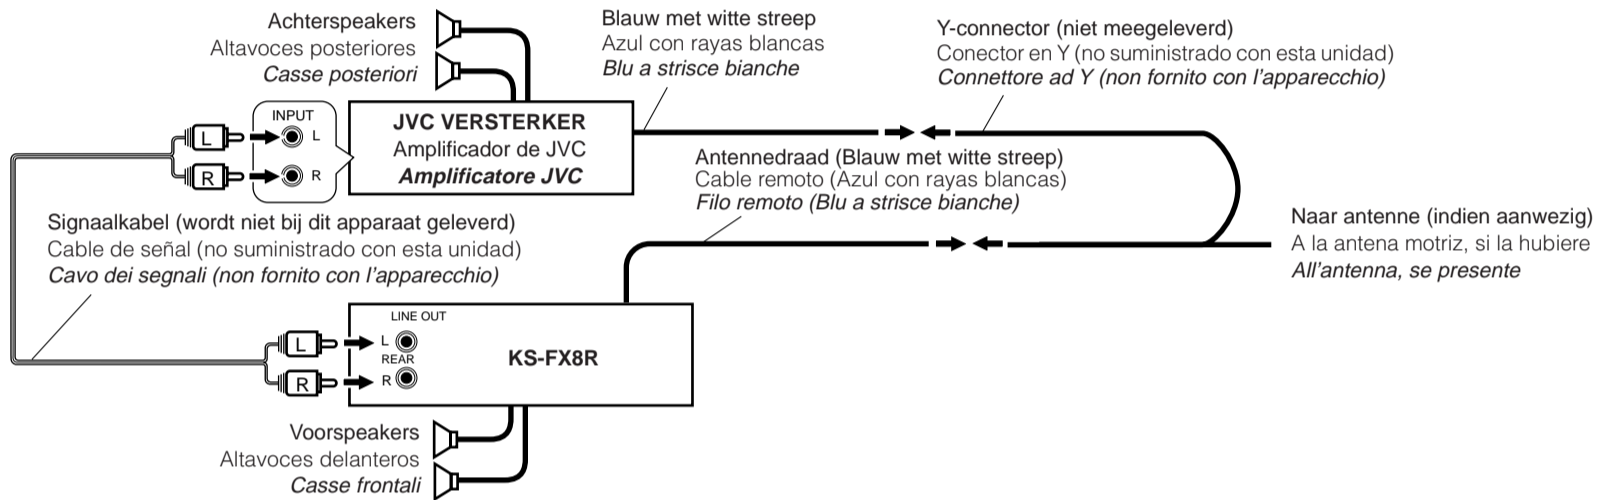 Achterspeakers
Altavoces posteriores
Casse posteriori
Blauw met witte streep
Azul con rayas blancas
Blu a strisce bianche
Y-connector (niet meegeleverd)
Conector en Y (no suministrado con esta unidad)
Connettore ad Y (non fornito con l'apparecchio)
INPUT
L
L
R
R
JVC VERSTERKER
Amplificador de JVC
Amplificatore JVC
Antennedraad (Blauw met witte streep)
Cable remoto (Azul con rayas blancas)
Filo remoto (Blu a strisce bianche)
Signaalkabel (wordt niet bij dit apparaat geleverd)
Cable de señal (no suministrado con esta unidad)
Cavo dei segnali (non fornito con l'apparecchio)
Naar antenne (indien aanwezig)
A la antena motriz, si la hubiere
All'antenna, se presente
LINE OUT
L
L
REAR
R
R
KS-FX8R
Voorspeakers
Altavoces delanteros
Casse frontali